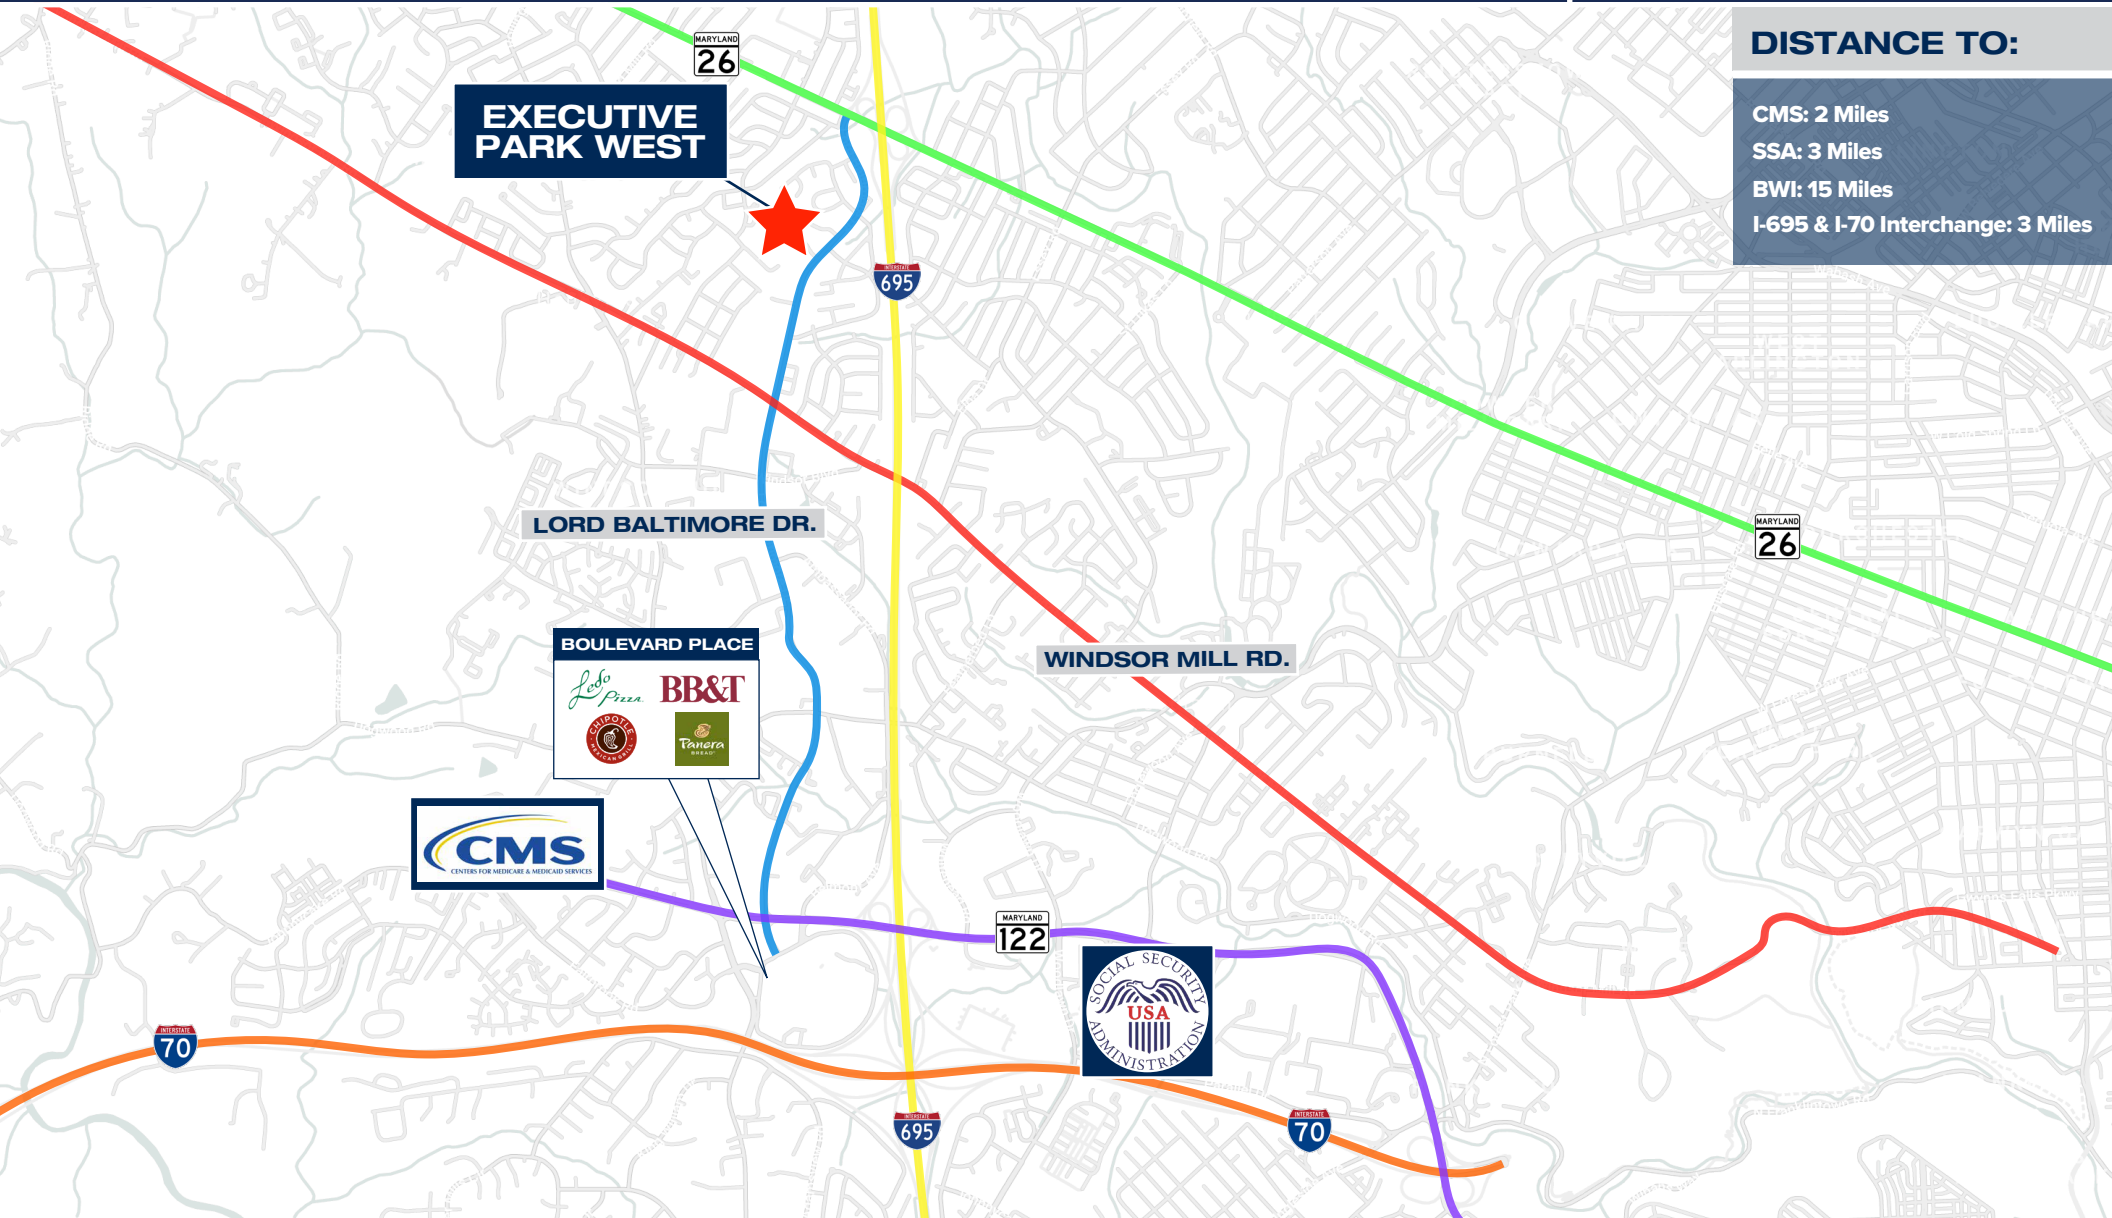 DISTANCE TO:
CMS: 2 Miles
SSA: 3 Miles
BWI: 15 Miles
I-695 & I-70 Interchange: 3 Miles
MARYLAND
26
EXECUTIVE
PARK WEST
INTERSTATE
695
LORD BALTIMORE DR.
MARYLAND
26
WINDSOR MILL RD.
BOULEVARD PLACE
Ledo
Pizza
BB&T
CHIPOTLE
MEXICAN GRILL
Panera
BREAD
CMS
CENTERS FOR MEDICARE & MEDICAID SERVICES
MARYLAND
122
SOCIAL SECURITY
USA
ADMINISTRATION
INTERSTATE
70
INTERSTATE
695
INTERSTATE
70